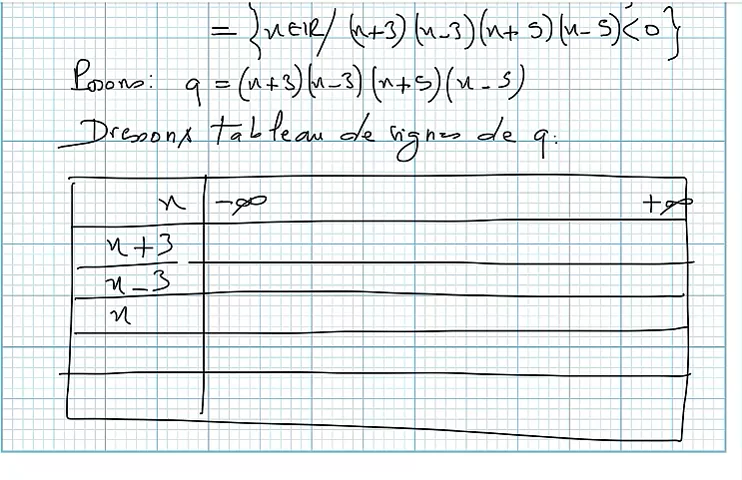 = {x∈ℝ/ (x+3)(x-3)(x+5)(x-5)<0}
Posons: q = (x+3)(x-3)(x+5)(x-5)
Dressons tableau de signes de q:
x -∞ +∞
x+3
x-3
x